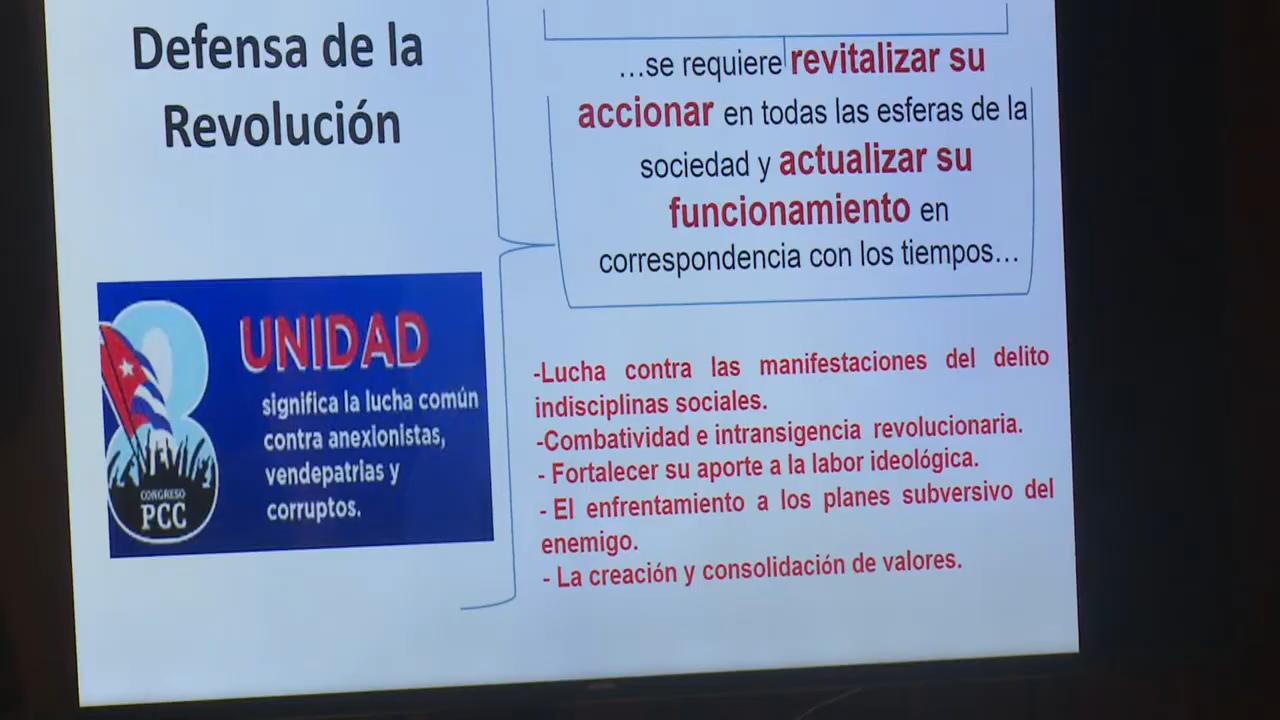 Defensa de la
Revolución
UNIDAD
significa la lucha común
contra anexionistas,
vendepatrias y
corruptos.
CONGRESO
PCC
…se requiere revitalizar su
accionar en todas las esferas de la
sociedad y actualizar su
funcionamiento en
correspondencia con los tiempos…
-Lucha contra las manifestaciones del delito
indisciplinas sociales.
-Combatividad e intransigencia revolucionaria.
- Fortalecer su aporte a la labor ideológica.
- El enfrentamiento a los planes subversivo del
enemigo.
- La creación y consolidación de valores.